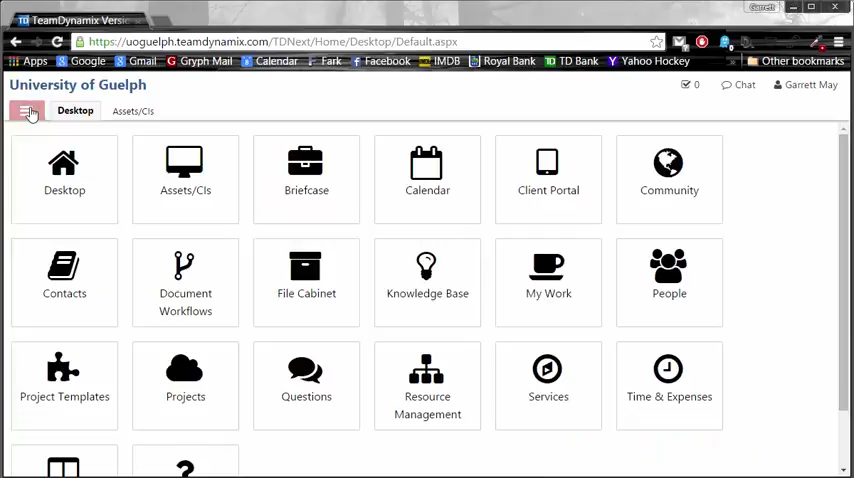 Garrett
TD TeamDynamix Versic
https://uoguelph.teamdynamix.com/TDNext/Home/Desktop/Default.aspx
Apps Google Gmail Gryph Mail Calendar Fark Facebook IMDB Royal Bank TD Bank Yahoo Hockey » Other bookmarks
University of Guelph
0 Chat Garrett May
Desktop Assets/CIs
Desktop Assets/CIs Briefcase Calendar Client Portal Community
Contacts Document Workflows File Cabinet Knowledge Base My Work People
Project Templates Projects Questions Resource Management Services Time & Expenses